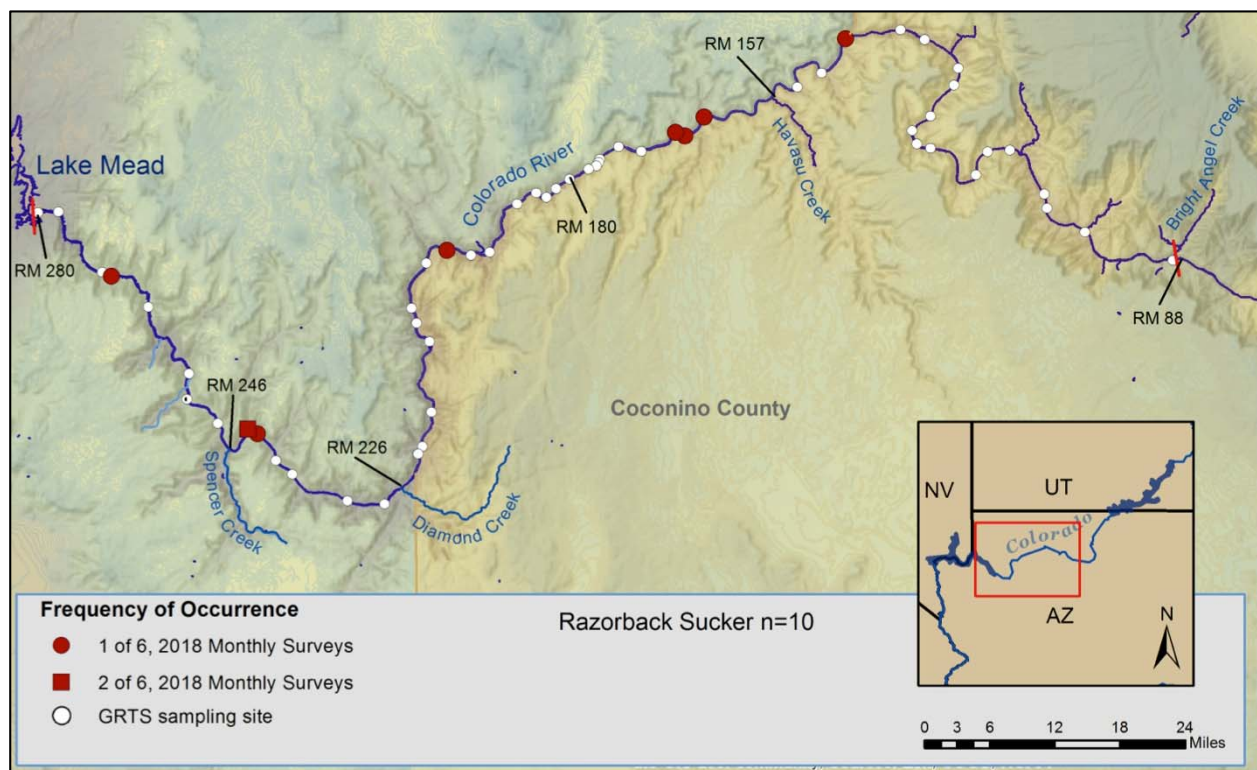 RM 157
Lake Mead
Colorado River
Havasu Creek
Bright Angel Creek
RM 180
RM 280
RM 88
RM 246
Coconino County
RM 226
Spencer Creek
Diamond Creek
NV
UT
Colorado
AZ
N
Frequency of Occurrence
Razorback Sucker n=10
1 of 6, 2018 Monthly Surveys
2 of 6, 2018 Monthly Surveys
GRTS sampling site
0 3 6 12 18 24
Miles